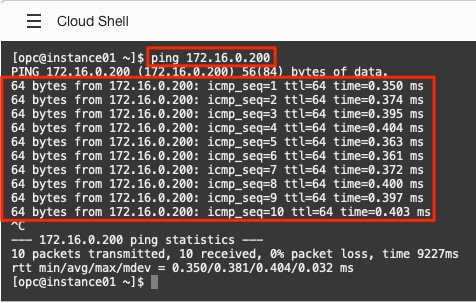 Cloud Shell
[opc@instance01 ~]$ ping 172.16.0.200
PING 172.16.0.200 (172.16.0.200) 56(84) bytes of data.
64 bytes from 172.16.0.200: icmp_seq=1 ttl=64 time=0.350 ms
64 bytes from 172.16.0.200: icmp_seq=2 ttl=64 time=0.374 ms
64 bytes from 172.16.0.200: icmp_seq=3 ttl=64 time=0.395 ms
64 bytes from 172.16.0.200: icmp_seq=4 ttl=64 time=0.404 ms
64 bytes from 172.16.0.200: icmp_seq=5 ttl=64 time=0.363 ms
64 bytes from 172.16.0.200: icmp_seq=6 ttl=64 time=0.361 ms
64 bytes from 172.16.0.200: icmp_seq=7 ttl=64 time=0.372 ms
64 bytes from 172.16.0.200: icmp_seq=8 ttl=64 time=0.400 ms
64 bytes from 172.16.0.200: icmp_seq=9 ttl=64 time=0.397 ms
64 bytes from 172.16.0.200: icmp_seq=10 ttl=64 time=0.403 ms
^C
--- 172.16.0.200 ping statistics ---
10 packets transmitted, 10 received, 0% packet loss, time 9227ms
rtt min/avg/max/mdev = 0.350/0.381/0.404/0.032 ms
[opc@instance01 ~]$